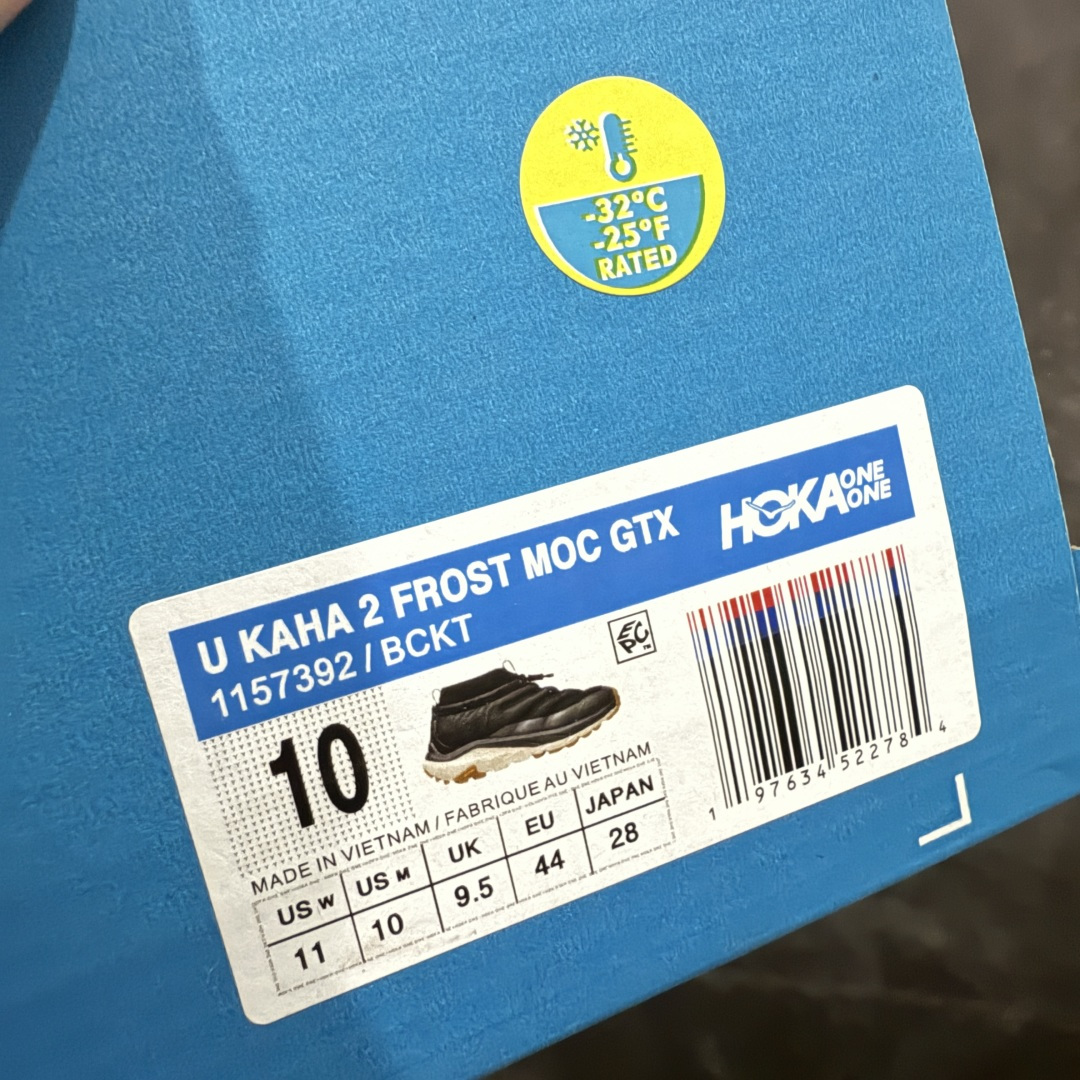 -32°C
-25°F
RATED
U KAHA 2 FROST MOC GTX
HOKA ONE ONE
1157392 / BCKT
EPC™
10
MADE IN VIETNAM / FABRIQUE AU VIETNAM
US W US M UK EU JAPAN
11 10 9.5 44 28
1 97634 52278 4